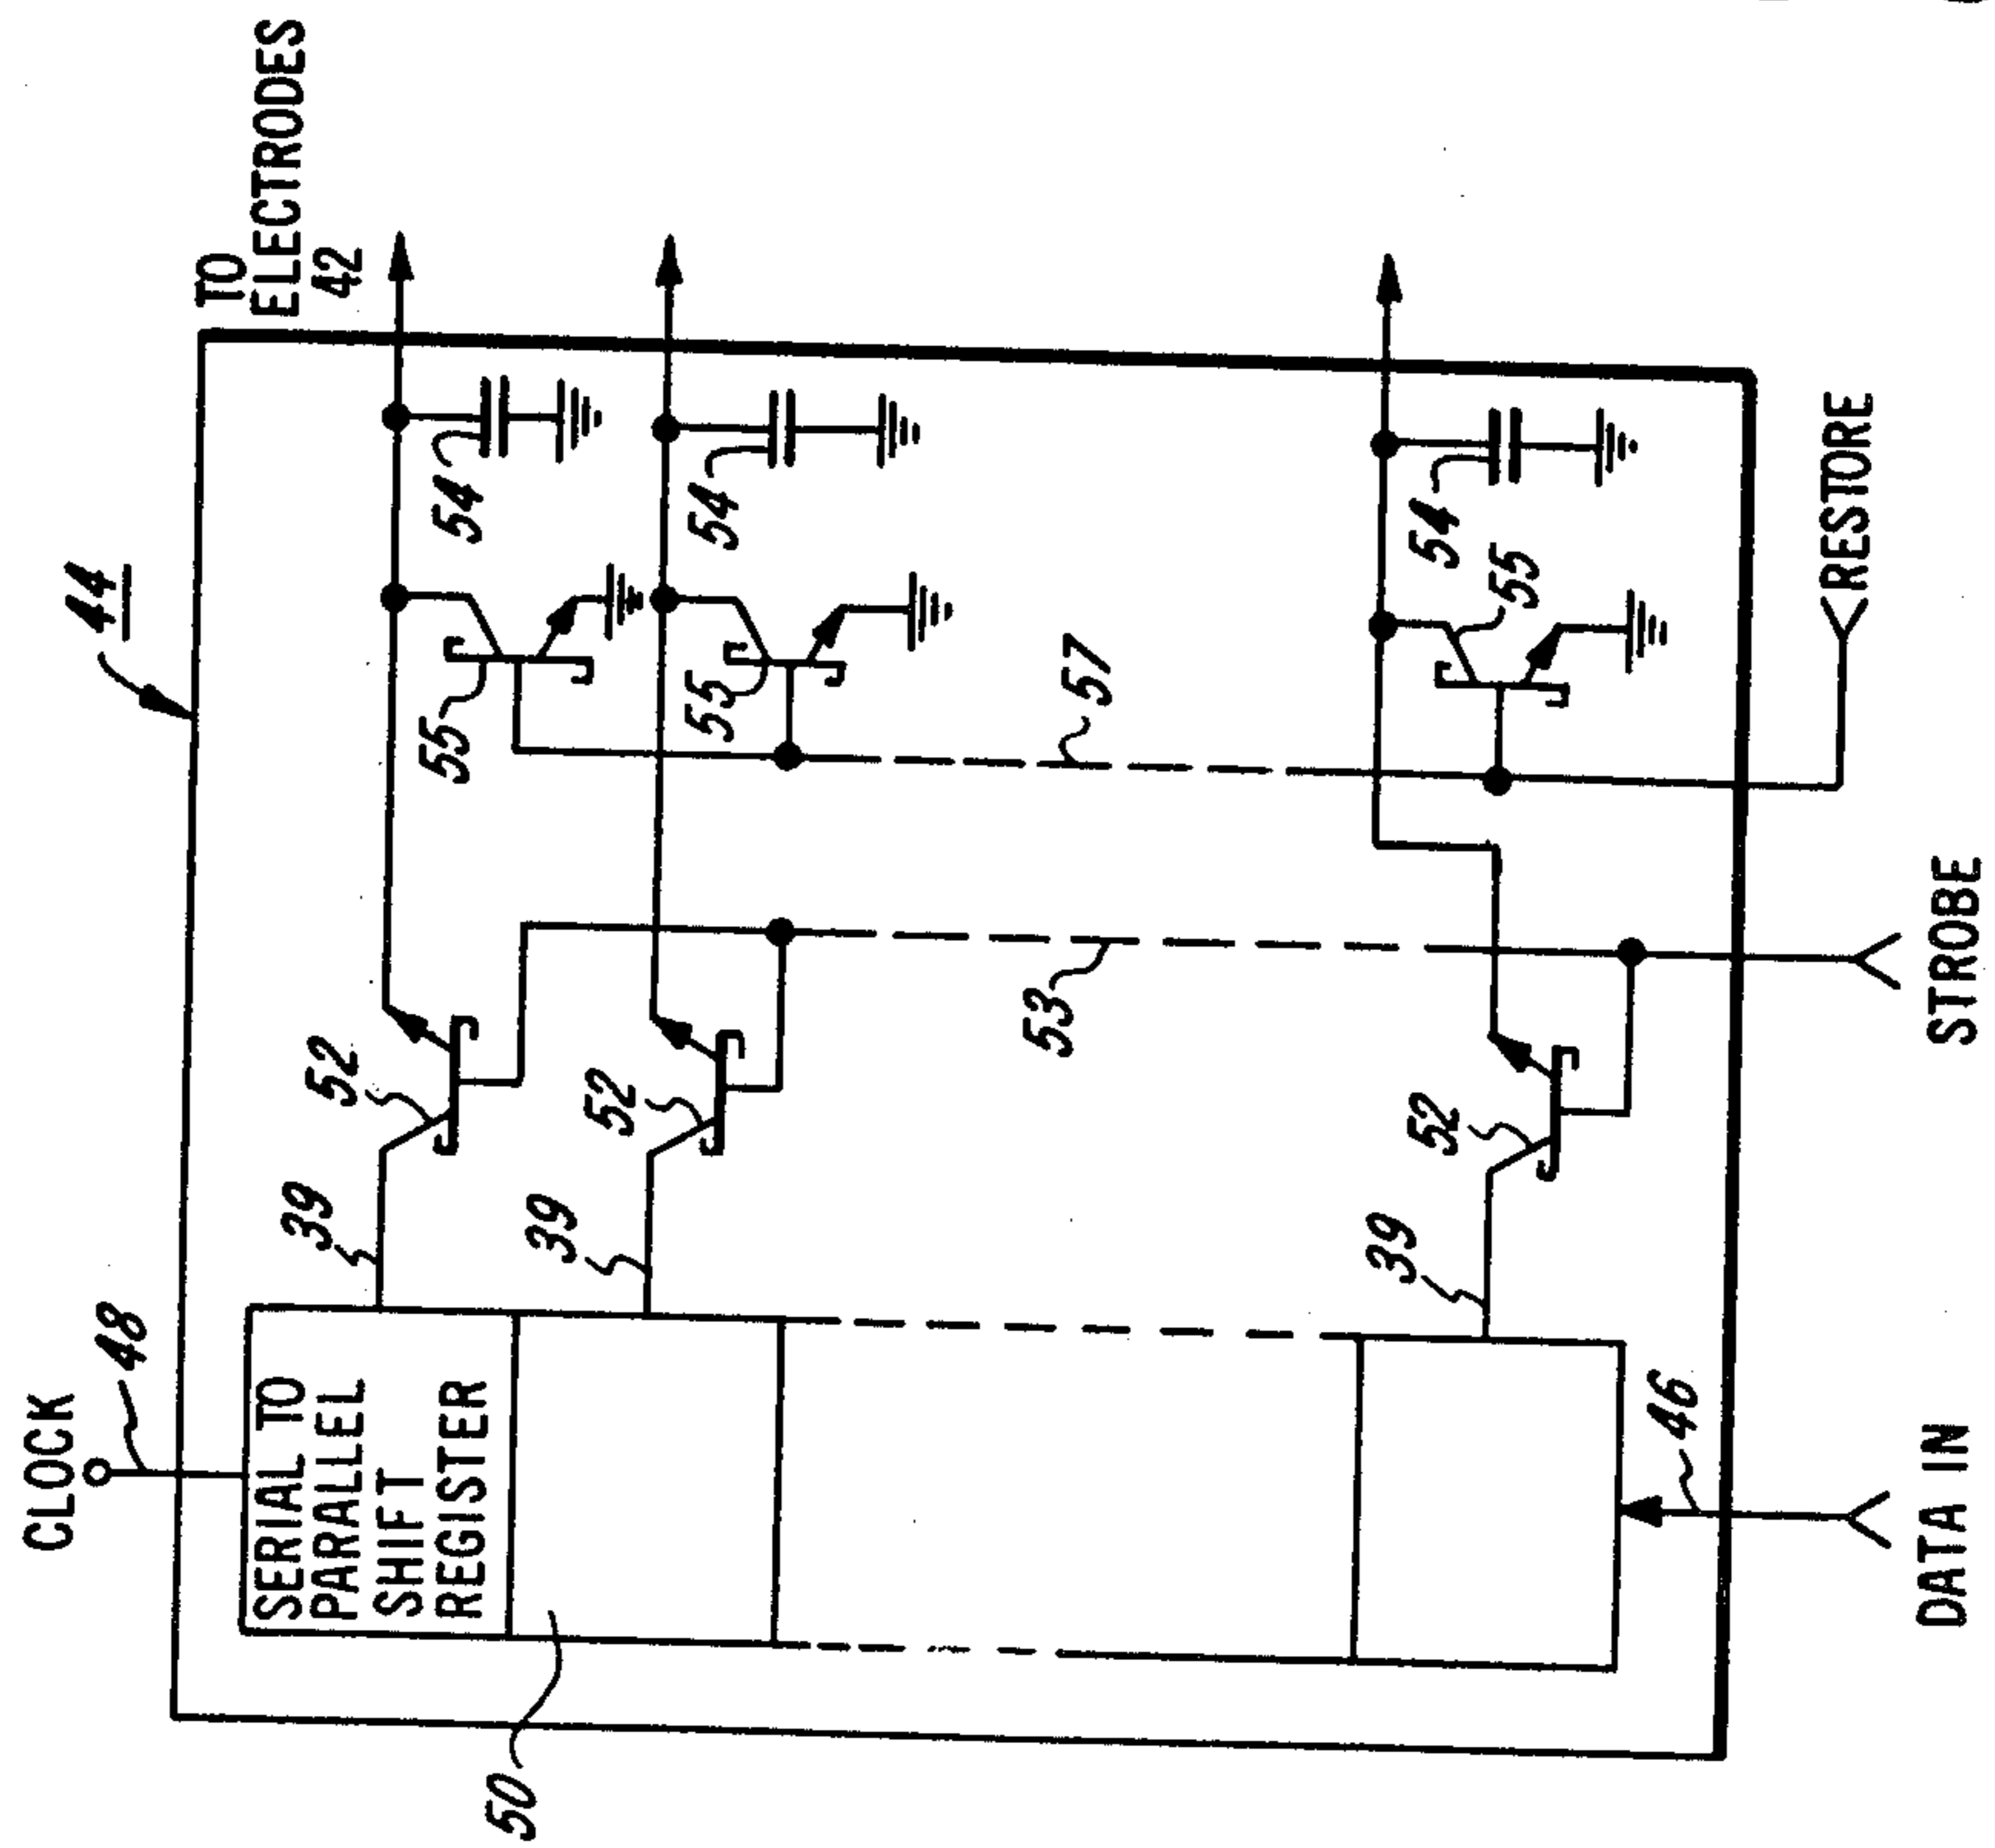 CLOCK
48
44
TO
ELECTRODES
42
SERIAL TO
PARALLEL
SHIFT
REGISTER
39
52
55
54
39
52
55
54
50
53
57
39
52
54
55
46
DATA IN
STROBE
RESTORE